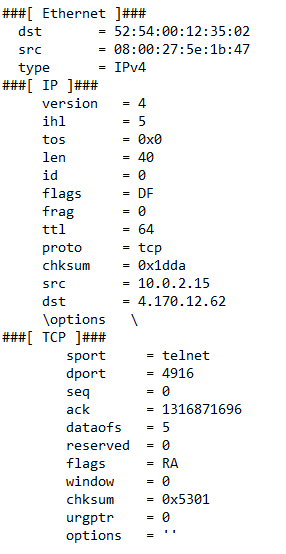 ###[ Ethernet ]###
  dst       = 52:54:00:12:35:02
  src       = 08:00:27:5e:1b:47
  type      = IPv4
###[ IP ]###
     version   = 4
     ihl       = 5
     tos       = 0x0
     len       = 40
     id        = 0
     flags     = DF
     frag      = 0
     ttl       = 64
     proto     = tcp
     chksum    = 0x1dda
     src       = 10.0.2.15
     dst       = 4.170.12.62
     \options   \
###[ TCP ]###
        sport     = telnet
        dport     = 4916
        seq       = 0
        ack       = 1316871696
        dataofs   = 5
        reserved  = 0
        flags     = RA
        window    = 0
        chksum    = 0x5301
        urgptr    = 0
        options   = ''